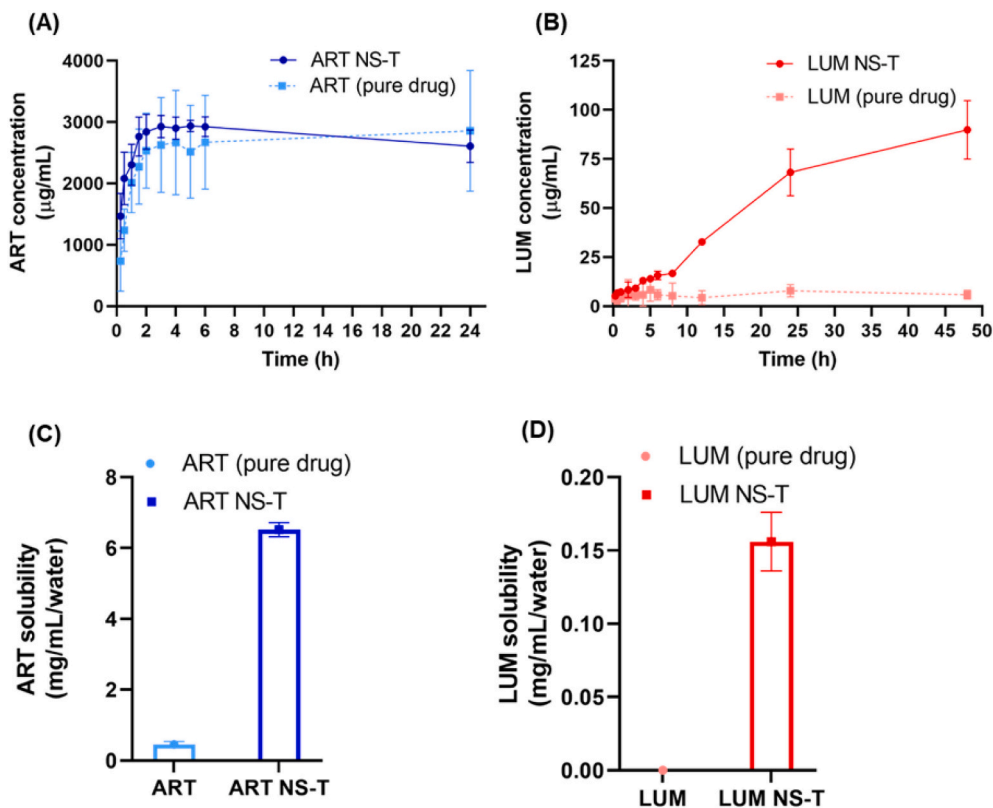 (A)
ART NS-T
ART (pure drug)
4000
3000
2000
1000
0
ART concentration
(µg/mL)
0 2 4 6 8 10 12 14 16 18 20 22 24
Time (h)
(B)
LUM NS-T
LUM (pure drug)
125
100
75
50
25
0
LUM concentration
(µg/mL)
0 5 10 15 20 25 30 35 40 45 50
Time (h)
(C)
ART (pure drug)
ART NS-T
8
6
4
2
0
ART solubility
(mg/mL/water)
ART ART NS-T
(D)
LUM (pure drug)
LUM NS-T
0.20
0.15
0.10
0.05
0.00
LUM solubility
(mg/mL/water)
LUM LUM NS-T